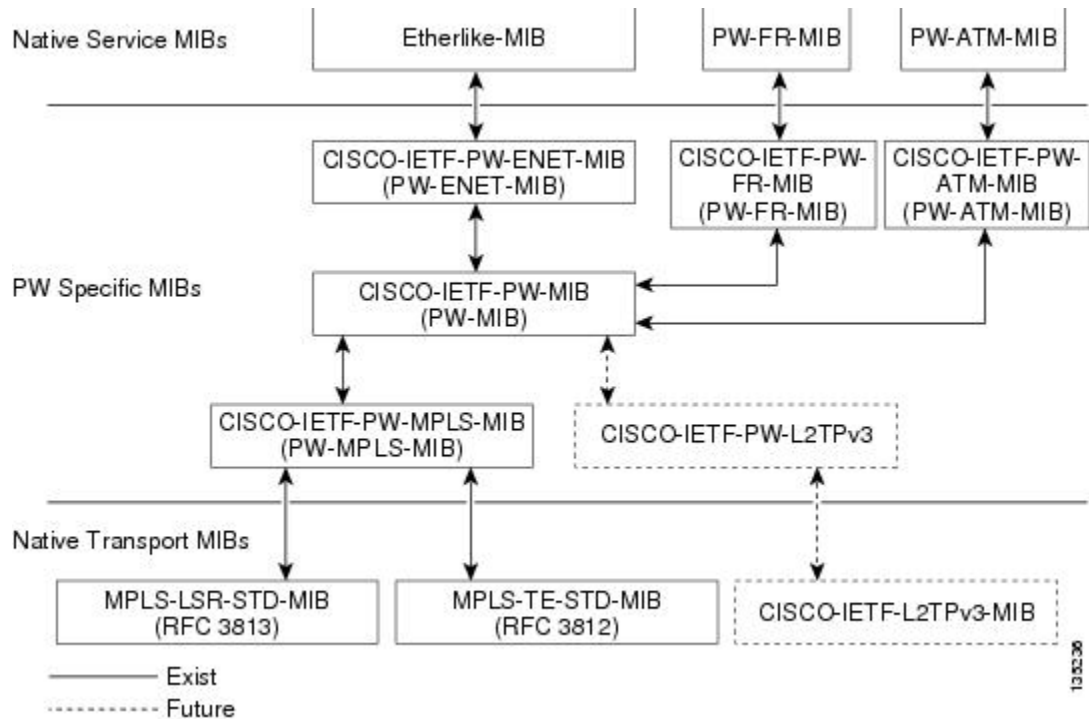 Native Service MIBs
Etherlike-MIB
PW-FR-MIB
PW-ATM-MIB
CISCO-IETF-PW-ENET-MIB
(PW-ENET-MIB)
CISCO-IETF-PW-
FR-MIB
(PW-FR-MIB)
CISCO-IETF-PW-
ATM-MIB
(PW-ATM-MIB)
PW Specific MIBs
CISCO-IETF-PW-MIB
(PW-MIB)
CISCO-IETF-PW-MPLS-MIB
(PW-MPLS-MIB)
CISCO-IETF-PW-L2TPv3
Native Transport MIBs
MPLS-LSR-STD-MIB
(RFC 3813)
MPLS-TE-STD-MIB
(RFC 3812)
CISCO-IETF-L2TPv3-MIB
Exist
Future
135236